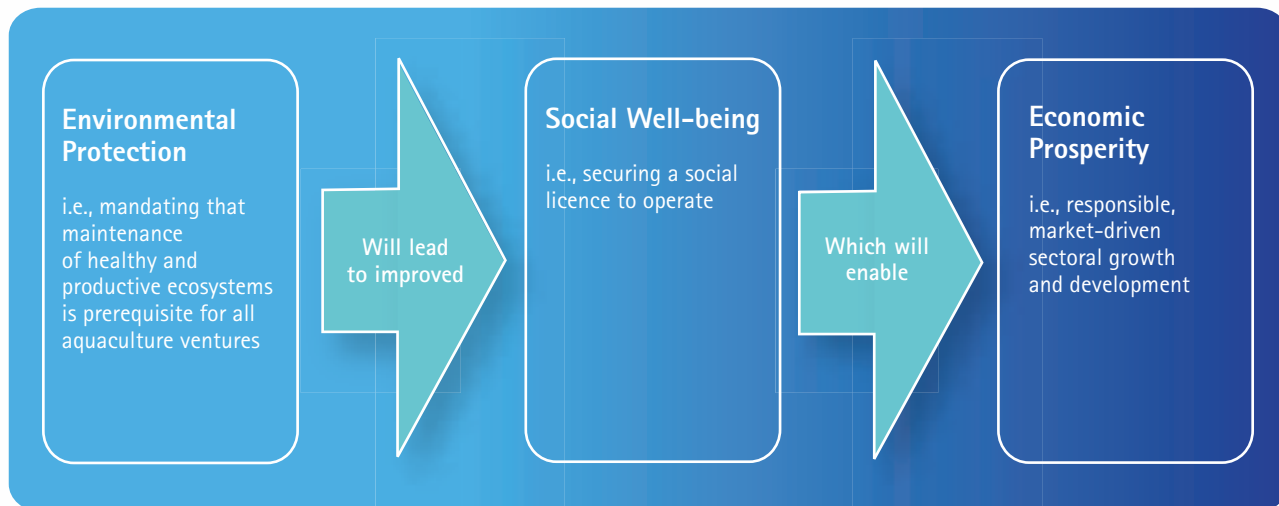 Environmental
Protection
i.e., mandating that
maintenance
of healthy and
productive ecosystems
is prerequisite for all
aquaculture ventures
Will lead
to improved
Social Well-being
i.e., securing a social
licence to operate
Which will
enable
Economic
Prosperity
i.e., responsible,
market-driven
sectoral growth
and development